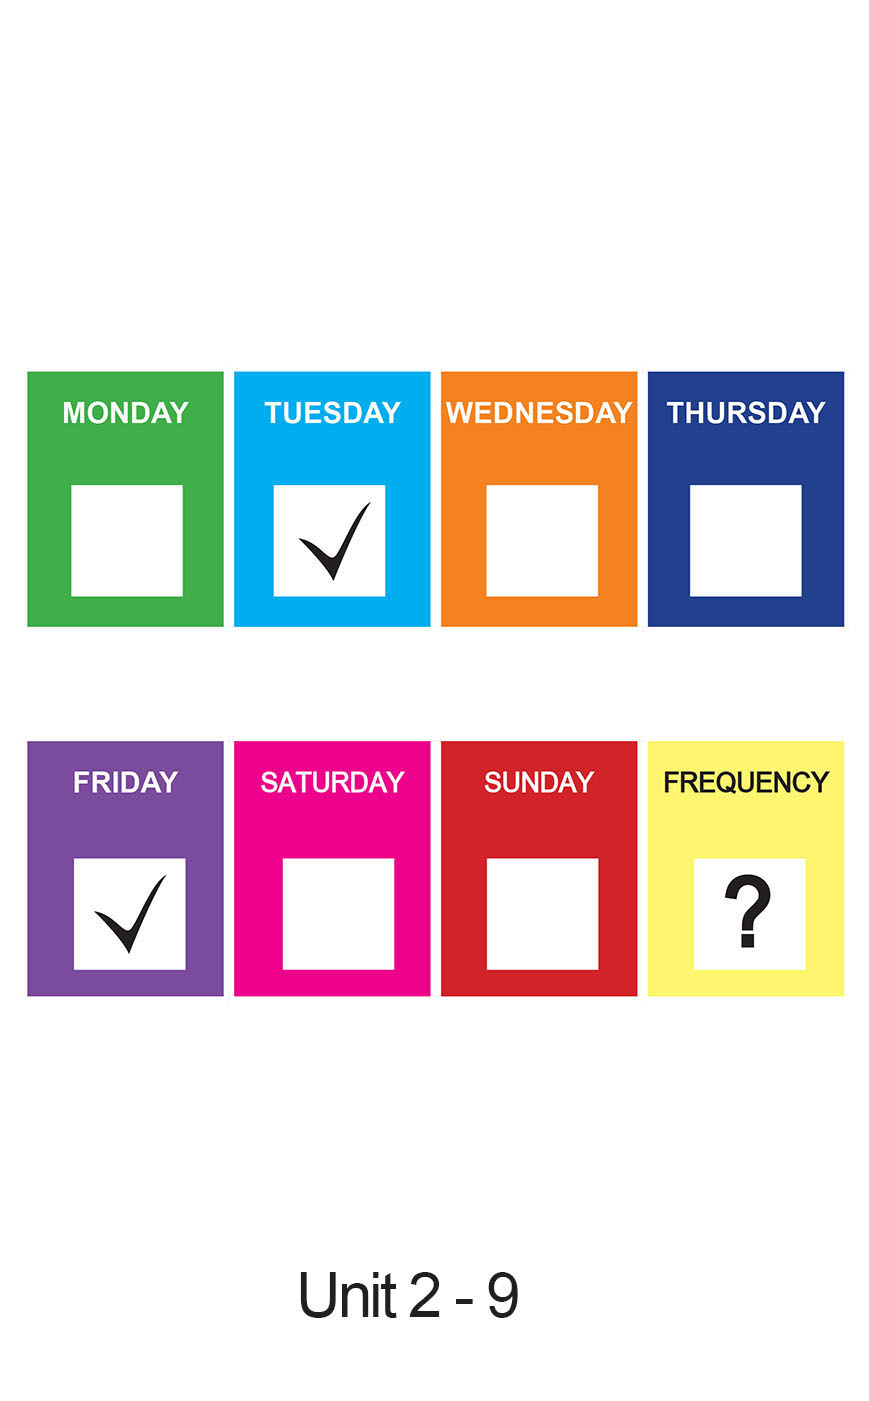 MONDAY TUESDAY WEDNESDAY THURSDAY
FRIDAY SATURDAY SUNDAY FREQUENCY
?
Unit 2 - 9